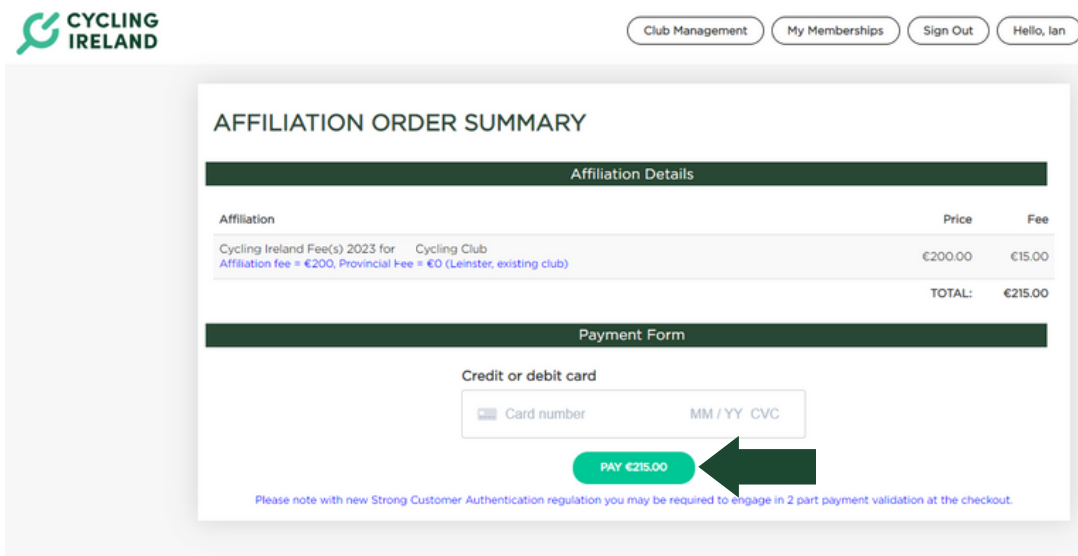 CYCLING
IRELAND
Club Management
My Memberships
Sign Out
Hello, Ian
AFFILIATION ORDER SUMMARY
Affiliation Details
Affiliation Price Fee
Cycling Ireland Fee(s) 2023 for Cycling Club €200.00 €15.00
Affiliation fee = €200, Provincial Fee = €0 (Leinster, existing club)
TOTAL: €215.00
Payment Form
Credit or debit card
Card number MM / YY CVC
PAY €215.00
Please note with new Strong Customer Authentication regulation you may be required to engage in 2 part payment validation at the checkout.